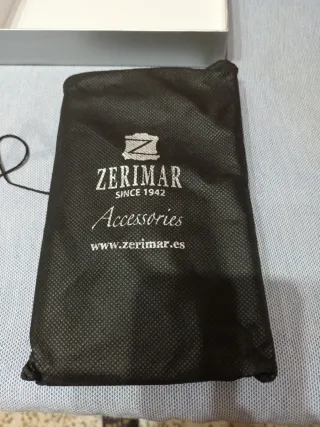 Z
ZERIMAR
SINCE 1942
Accessories
www.zerimar.es